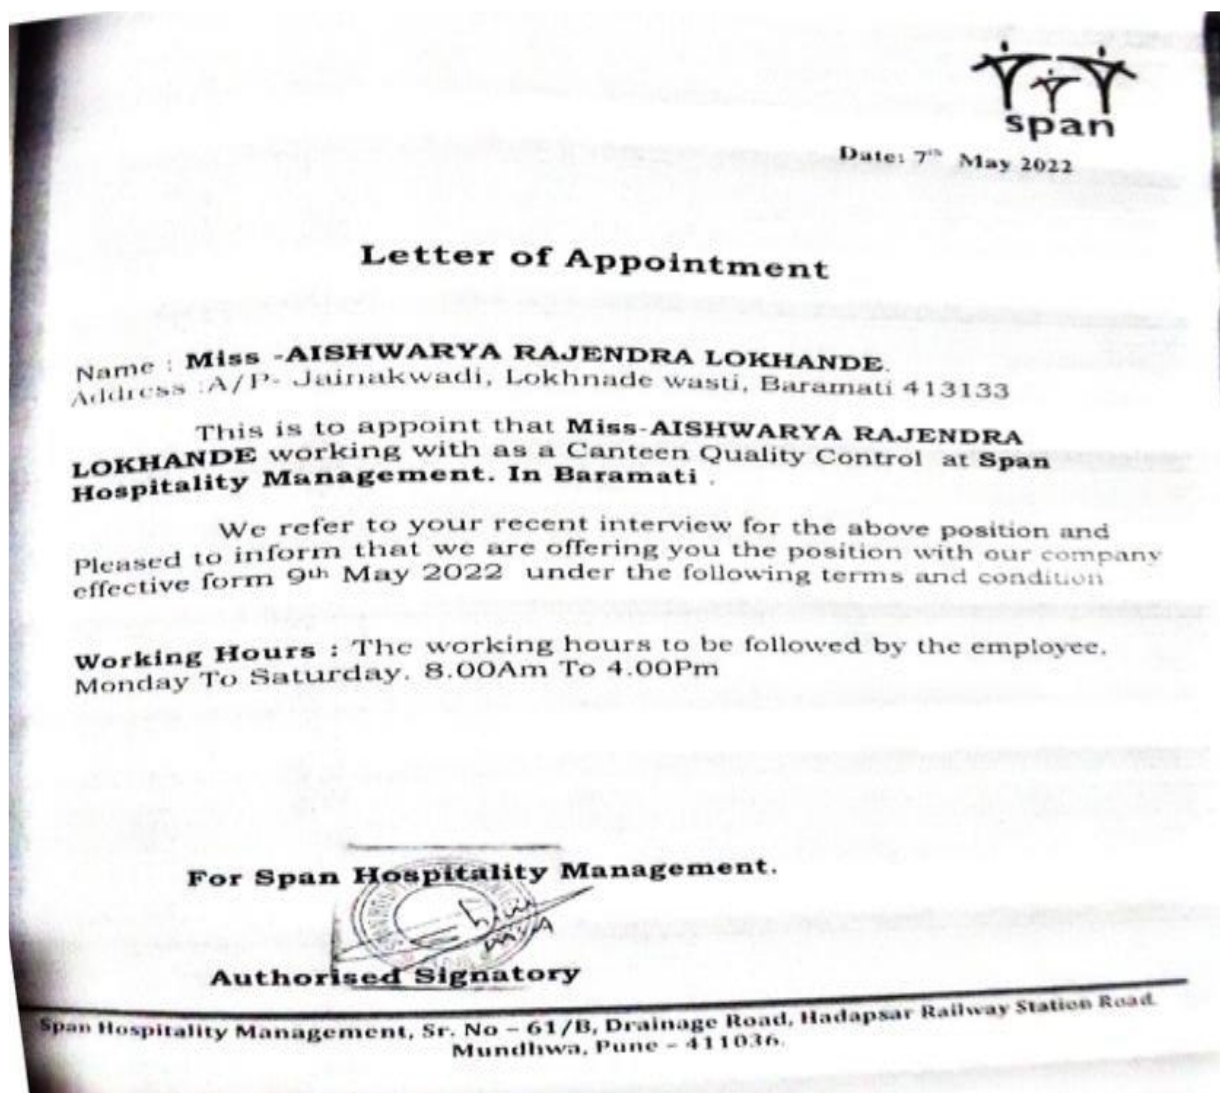 span
Date: 7th May 2022
Letter of Appointment
Name : Miss -AISHWARYA RAJENDRA LOKHANDE.
Address :A/P- Jainakwadi, Lokhnade wasti, Baramati 413133
This is to appoint that Miss-AISHWARYA RAJENDRA
LOKHANDE working with as a Canteen Quality Control at Span
Hospitality Management. In Baramati .
We refer to your recent interview for the above position and
Pleased to inform that we are offering you the position with our company
effective form 9th May 2022 under the following terms and condition
Working Hours : The working hours to be followed by the employee.
Monday To Saturday. 8.00Am To 4.00Pm
For Span Hospitality Management.
Authorised Signatory
Span Hospitality Management, Sr. No – 61/B, Drainage Road, Hadapsar Railway Station Road.
Mundhwa, Pune – 411036.